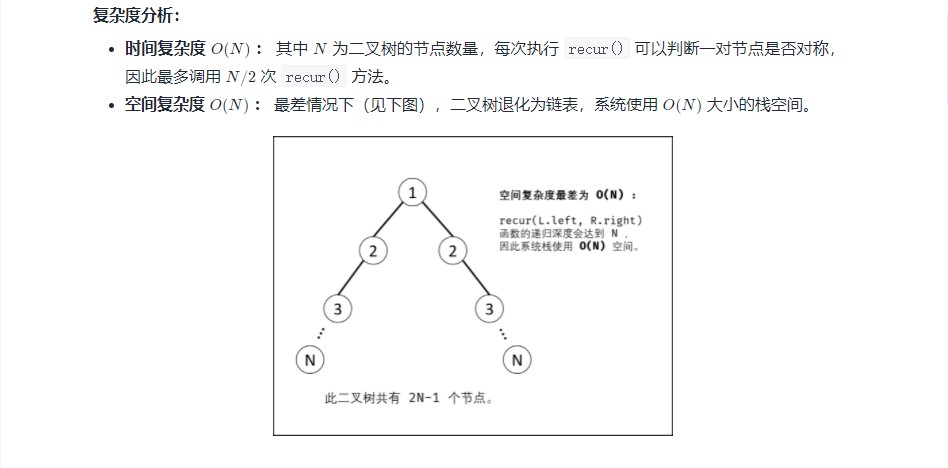 复杂度分析：
• 时间复杂度 O(N) ： 其中 N 为二叉树的节点数量，每次执行 recur() 可以判断一对节点是否对称，
因此最多调用 N/2 次 recur() 方法。
• 空间复杂度 O(N) ： 最差情况下（见下图），二叉树退化为链表，系统使用 O(N) 大小的栈空间。
1
空间复杂度最差为 O(N) ：
recur(L.left, R.right)
函数的递归深度会达到 N ，
因此系统栈使用 O(N) 空间。
2 2
3 3
N N
此二叉树共有 2N-1 个节点。